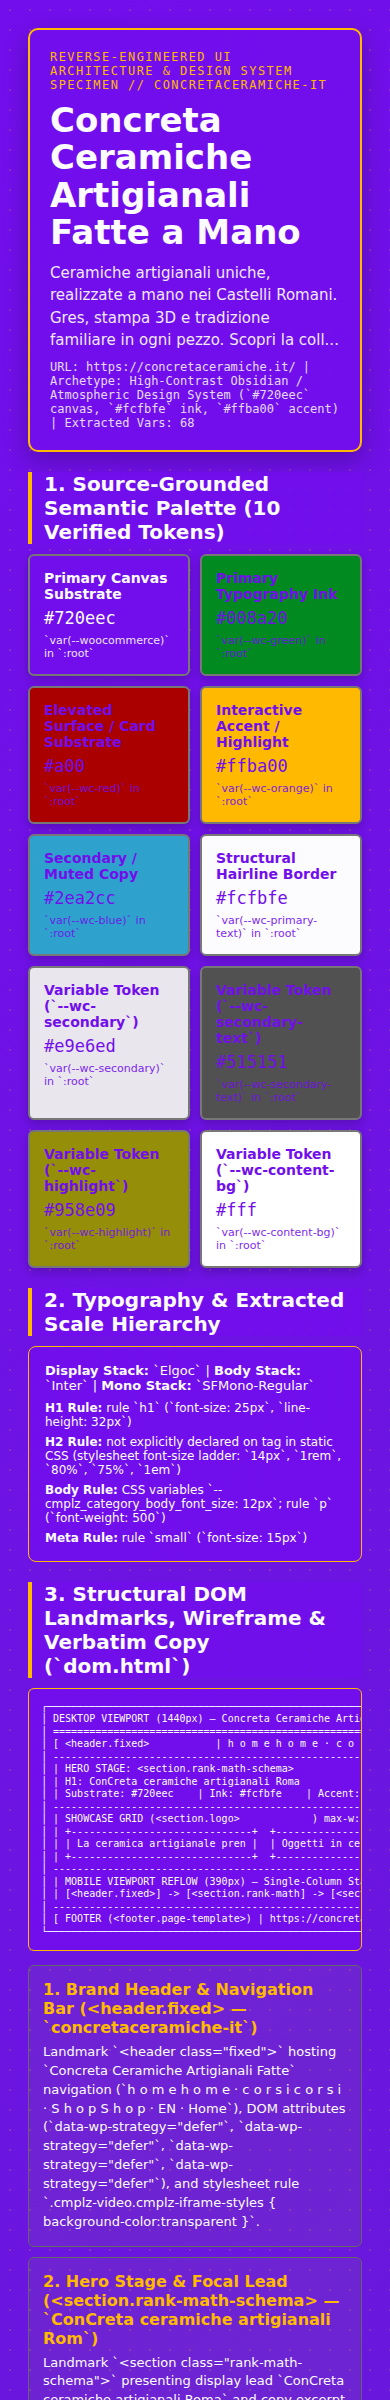 REVERSE-ENGINEERED UI
ARCHITECTURE & DESIGN SYSTEM
SPECIMEN // CONCRETACERAMICHE-IT
Concreta
Ceramiche
Artigianali
Fatte a Mano
Ceramiche artigianali uniche,
realizzate a mano nei Castelli Romani.
Gres, stampa 3D e tradizione
familiare in ogni pezzo. Scopri la coll...
URL: https://concretaceramiche.it/ |
Archetype: High-Contrast Obsidian /
Atmospheric Design System (`#720eec`
canvas, `#fcfbfe` ink, `#ffba00` accent)
| Extracted Vars: 68
1. Source-Grounded
Semantic Palette (10
Verified Tokens)
Primary Canvas
Substrate
#720eec
`var(--woocommerce)`
in `:root`
Primary
Typography Ink
#008a20
`var(--wc-green)` in
`:root`
Elevated
Surface / Card
Substrate
#a00
`var(--wc-red)` in
`:root`
Interactive
Accent /
Highlight
#ffba00
`var(--wc-orange)` in
`:root`
Secondary /
Muted Copy
#2ea2cc
`var(--wc-blue)` in
`:root`
Structural
Hairline Border
#fcfbfe
`var(--wc-primary-
text)` in `:root`
Variable Token
(`--wc-
secondary`)
#e9e6ed
`var(--wc-secondary)`
in `:root`
Variable Token
(`--wc-
secondary-
text`)
#515151
`var(--wc-secondary-
text)` in `:root`
Variable Token
(`--wc-
highlight`)
#958e09
`var(--wc-highlight)` in
`:root`
Variable Token
(`--wc-content-
bg`)
#fff
`var(--wc-content-bg)`
in `:root`
2. Typography & Extracted
Scale Hierarchy
Display Stack: `Elgoc` | Body Stack:
`Inter` | Mono Stack: `SFMono-Regular`
H1 Rule: rule `h1` (`font-size: 25px`, `line-
height: 32px`)
H2 Rule: not explicitly declared on tag in static
CSS (stylesheet font-size ladder: `14px`, `1rem`,
`80%`, `75%`, `1em`)
Body Rule: CSS variables `--
cmplz_category_body_font_size: 12px`; rule `p`
(`font-weight: 500`)
Meta Rule: rule `small` (`font-size: 15px`)
3. Structural DOM
Landmarks, Wireframe &
Verbatim Copy
(`dom.html`)
DESKTOP VIEWPORT (1440px) — Concreta Ceramiche Arti
[ <header.fixed> | h o m e h o m e · c o
| HERO STAGE: <section.rank-math-schema>
| H1: ConCreta ceramiche artigianali Roma
| Substrate: #720eec | Ink: #fcfbfe | Accent:
| SHOWCASE GRID (<section.logo> ) max-w:
| +------------------------------+ +--------------
| | La ceramica artigianale pren | | Oggetti in ce
| +------------------------------+ +--------------
| MOBILE VIEWPORT REFLOW (390px) — Single-Column St
| [<header.fixed>] -> [<section.rank-math] -> [<sec
| FOOTER (<footer.page-template>) | https://concret
1. Brand Header & Navigation
Bar (<header.fixed> —
`concretaceramiche-it`)
Landmark `<header class="fixed">` hosting
`Concreta Ceramiche Artigianali Fatte`
navigation (`h o m e h o m e · c o r s i c o r s i
· S h o p S h o p · EN · Home`), DOM attributes
(`data-wp-strategy="defer"`, `data-wp-
strategy="defer"`, `data-wp-
strategy="defer"`, `data-wp-
strategy="defer"`), and stylesheet rule
`.cmplz-video.cmplz-iframe-styles {
background-color:transparent }`.
2. Hero Stage & Focal Lead
(<section.rank-math-schema> —
`ConCreta ceramiche artigianali
Rom`)
Landmark `<section class="rank-math-
schema">` presenting display lead `ConCreta
ceramiche artigianali Roma` and copy excerpt